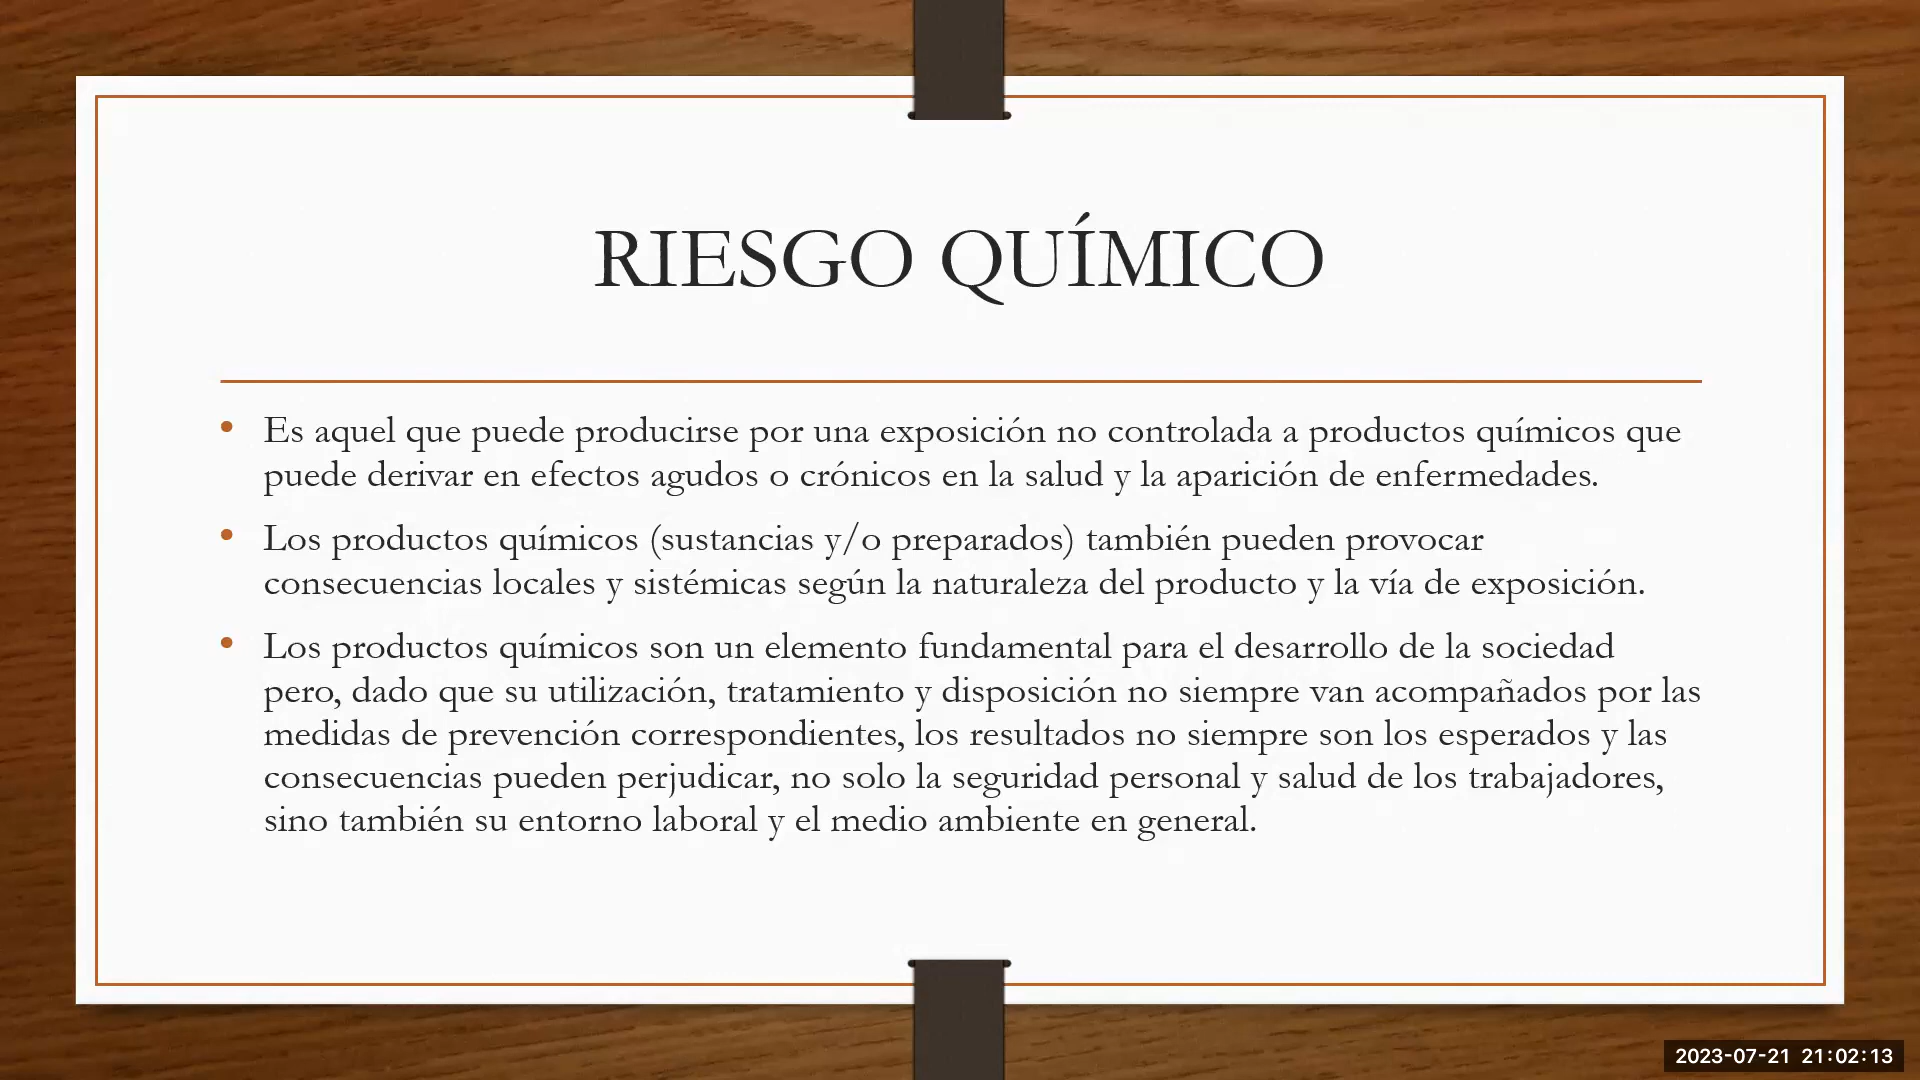 RIESGO QUÍMICO
• Es aquel que puede producirse por una exposición no controlada a productos químicos que
puede derivar en efectos agudos o crónicos en la salud y la aparición de enfermedades.
• Los productos químicos (sustancias y/o preparados) también pueden provocar
consecuencias locales y sistémicas según la naturaleza del producto y la vía de exposición.
• Los productos químicos son un elemento fundamental para el desarrollo de la sociedad
pero, dado que su utilización, tratamiento y disposición no siempre van acompañados por las
medidas de prevención correspondientes, los resultados no siempre son los esperados y las
consecuencias pueden perjudicar, no solo la seguridad personal y salud de los trabajadores,
sino también su entorno laboral y el medio ambiente en general.
2023-07-21 21:02:13